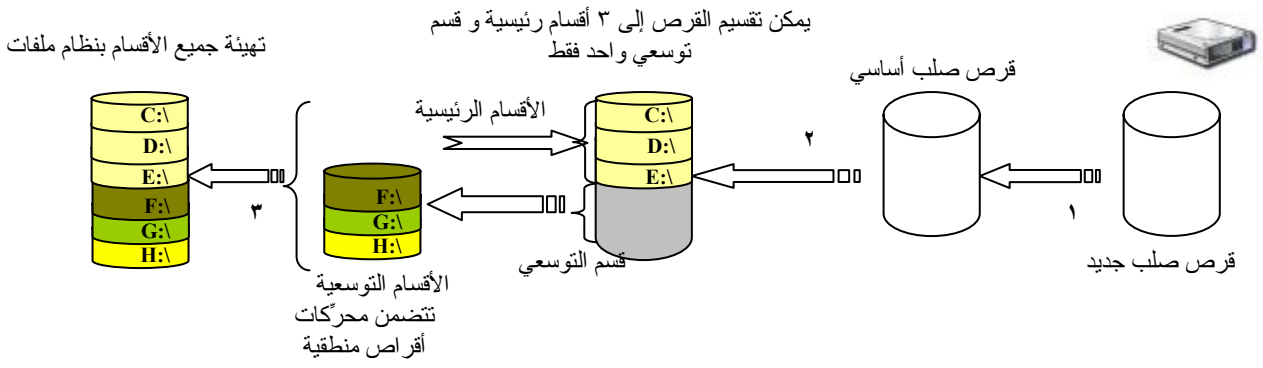 يمكن تقسيم القرص إلى ٣ أقسام رئيسية و قسم
توسعي واحد فقط
تهيئة جميع الأقسام بنظام ملفات
قرص صلب جديد
١
قرص صلب أساسي
٢
C:\
D:\
E:\
الأقسام الرئيسية
قسم التوسعي
F:\
G:\
H:\
الأقسام التوسعية
تتضمن محرِّكات
أقراص منطقية
٣
C:\
D:\
E:\
F:\
G:\
H:\